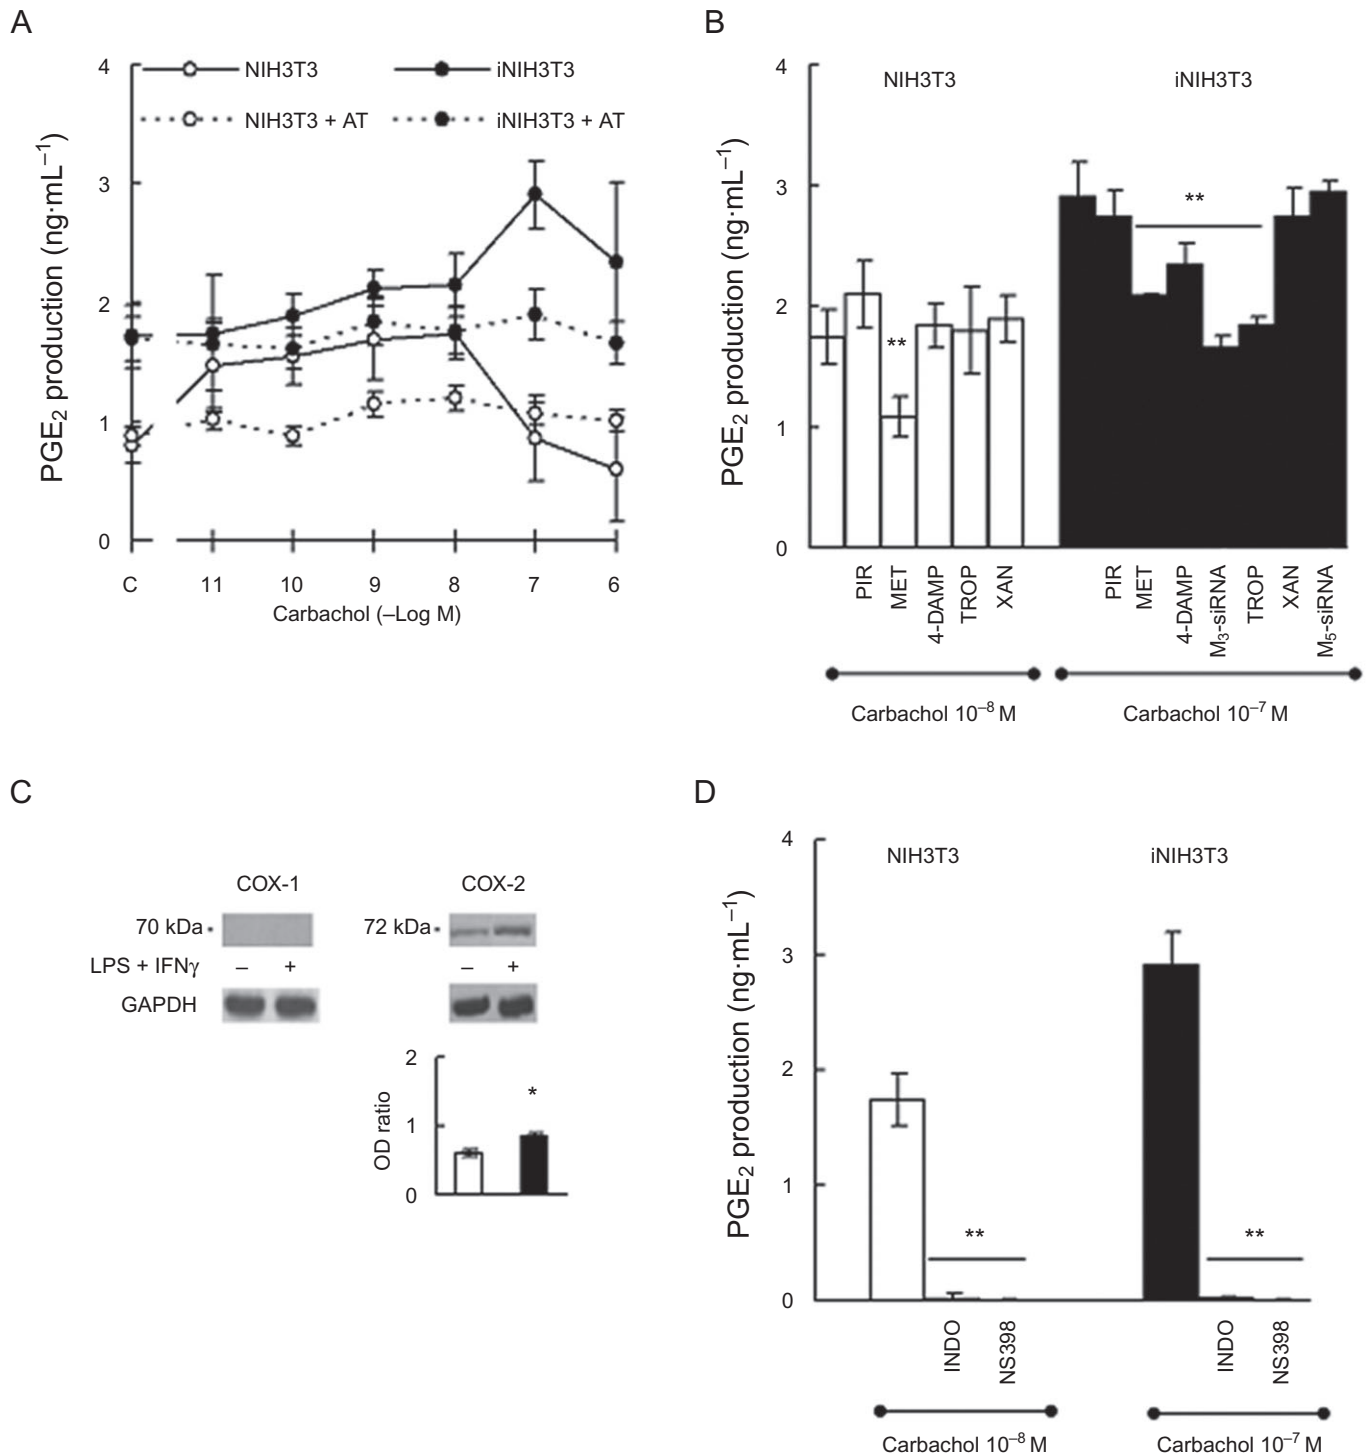 A
4
NIH3T3
iNIH3T3
NIH3T3 + AT
iNIH3T3 + AT
3
2
1
0
PGE₂ production (ng·mL⁻¹)
C 11 10 9 8 7 6
Carbachol (–Log M)
B
4
NIH3T3
iNIH3T3
3
**
2
**
1
0
PGE₂ production (ng·mL⁻¹)
PIR
MET
4-DAMP
TROP
XAN
PIR
MET
4-DAMP
M₃-siRNA
TROP
XAN
M₅-siRNA
Carbachol 10⁻⁸ M
Carbachol 10⁻⁷ M
C
COX-1
COX-2
70 kDa
72 kDa
LPS + IFNγ – +
– +
GAPDH
2
*
1
0
OD ratio
D
4
NIH3T3
iNIH3T3
3
2
1
**
**
0
PGE₂ production (ng·mL⁻¹)
INDO
NS398
INDO
NS398
Carbachol 10⁻⁸ M
Carbachol 10⁻⁷ M